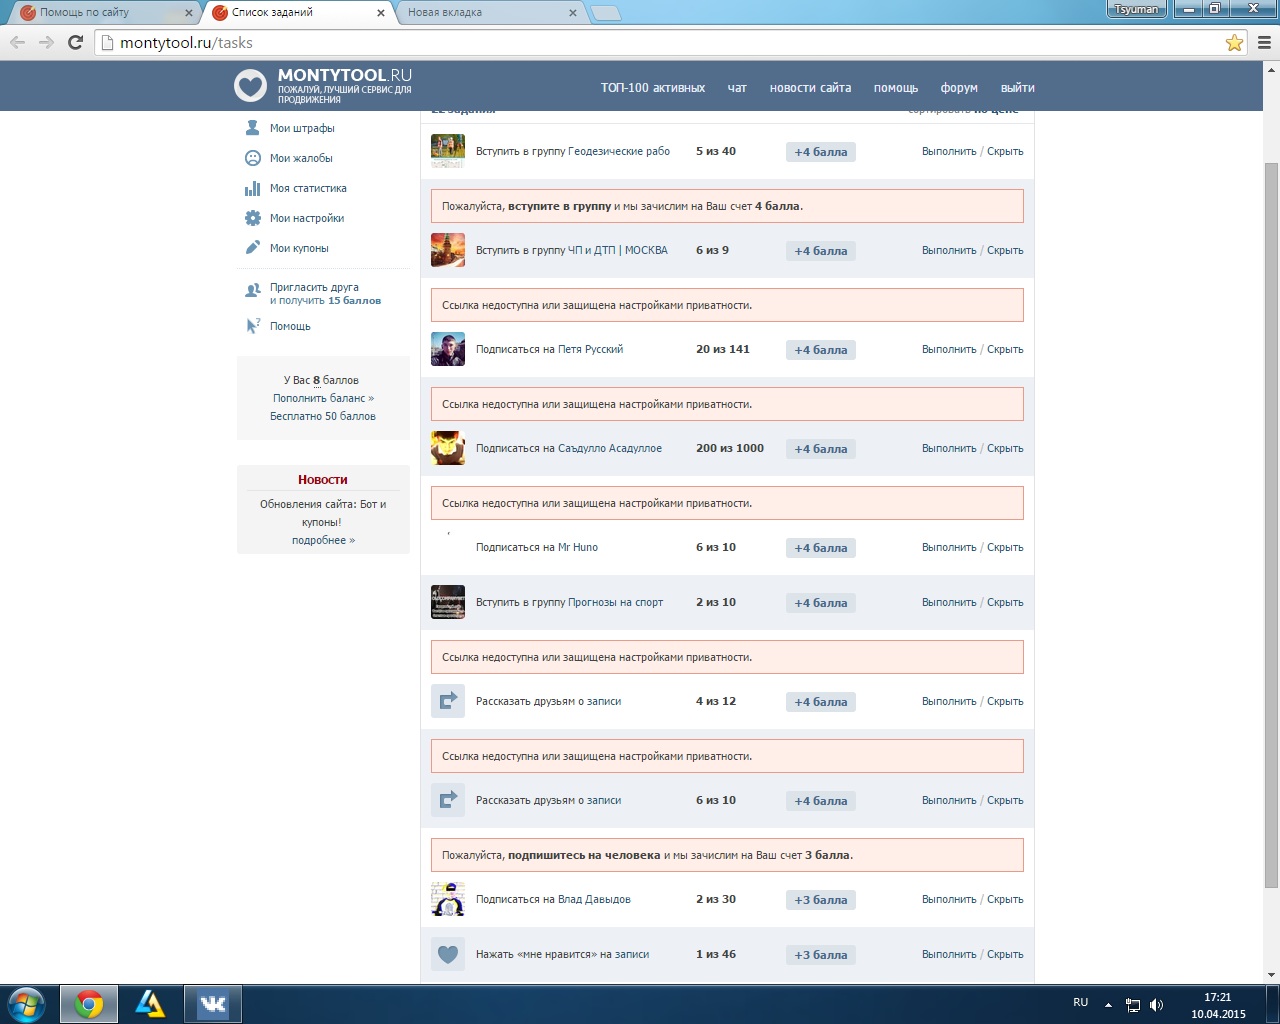 Помощь по сайту
Список заданий
Новая вкладка
Tsyuman
montytool.ru/tasks
MONTYTOOL.RU
ПОЖАЛУЙ, ЛУЧШИЙ СЕРВИС ДЛЯ
ПРОДВИЖЕНИЯ
ТОП-100 активных чат новости сайта помощь форум выйти
Мои штрафы
Мои жалобы
Моя статистика
Мои настройки
Мои купоны
Пригласить друга
и получить 15 баллов
Помощь
У Вас 8 баллов
Пополнить баланс »
Бесплатно 50 баллов
Новости
Обновления сайта: Бот и
купоны!
подробнее »
22 задания сортировать по цене
Вступить в группу Геодезические рабо 5 из 40 +4 балла Выполнить / Скрыть
Пожалуйста, вступите в группу и мы зачислим на Ваш счет 4 балла.
Вступить в группу ЧП и ДТП | МОСКВА 6 из 9 +4 балла Выполнить / Скрыть
Ссылка недоступна или защищена настройками приватности.
Подписаться на Петя Русский 20 из 141 +4 балла Выполнить / Скрыть
Ссылка недоступна или защищена настройками приватности.
Подписаться на Саъдулло Асадуллое 200 из 1000 +4 балла Выполнить / Скрыть
Ссылка недоступна или защищена настройками приватности.
Подписаться на Mr Huno 6 из 10 +4 балла Выполнить / Скрыть
Вступить в группу Прогнозы на спорт 2 из 10 +4 балла Выполнить / Скрыть
Ссылка недоступна или защищена настройками приватности.
Рассказать друзьям о записи 4 из 12 +4 балла Выполнить / Скрыть
Ссылка недоступна или защищена настройками приватности.
Рассказать друзьям о записи 6 из 10 +4 балла Выполнить / Скрыть
Пожалуйста, подпишитесь на человека и мы зачислим на Ваш счет 3 балла.
Подписаться на Влад Давыдов 2 из 30 +3 балла Выполнить / Скрыть
Нажать «мне нравится» на записи 1 из 46 +3 балла Выполнить / Скрыть
RU
17:21
10.04.2015